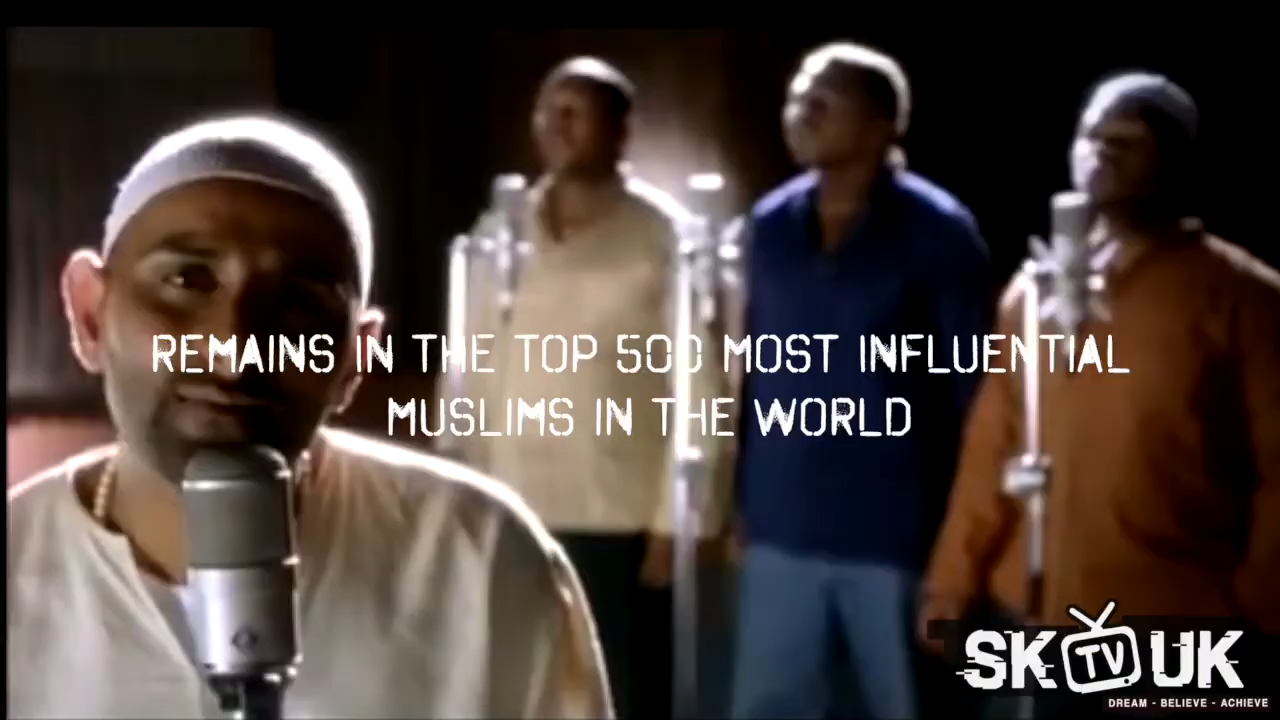 REMAINS IN THE TOP 500 MOST INFLUENTIAL
MUSLIMS IN THE WORLD
SK TV UK
DREAM - BELIEVE - ACHIEVE